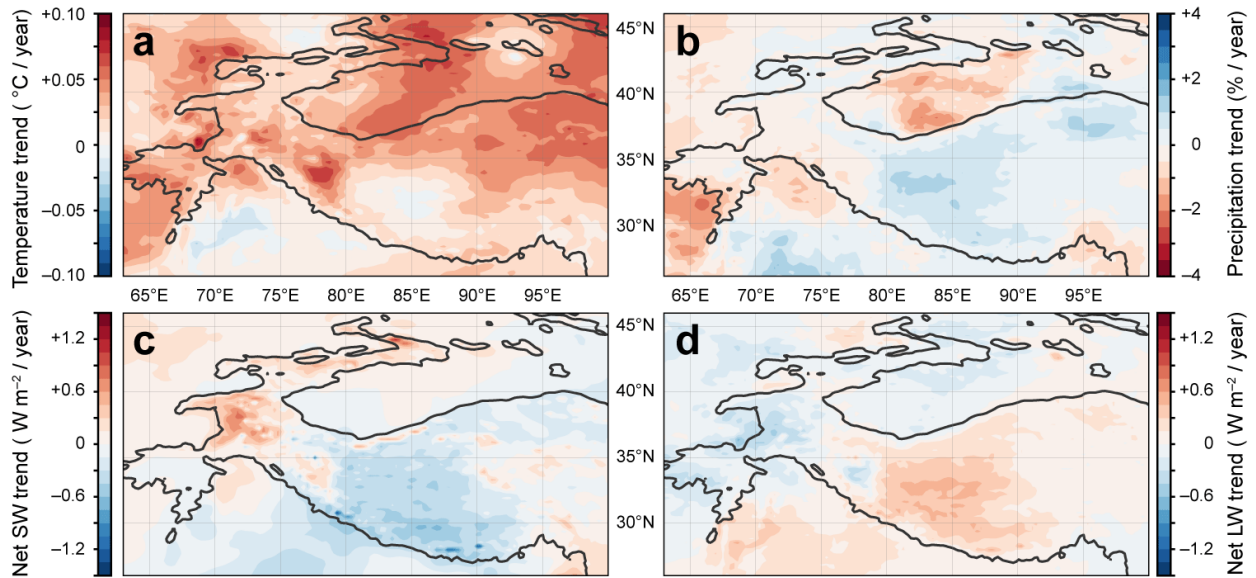 Temperature trend ( °C / year)
+0.10
+0.05
0
−0.05
−0.10
a
65°E 70°E 75°E 80°E 85°E 90°E 95°E
45°N
40°N
35°N
30°N
b
65°E 70°E 75°E 80°E 85°E 90°E 95°E
+4
+2
0
−2
−4
Precipitation trend (% / year)
Net SW trend ( W m⁻² / year)
+1.2
+0.6
0
−0.6
−1.2
c
45°N
40°N
35°N
30°N
d
+1.2
+0.6
0
−0.6
−1.2
Net LW trend ( W m⁻² / year)